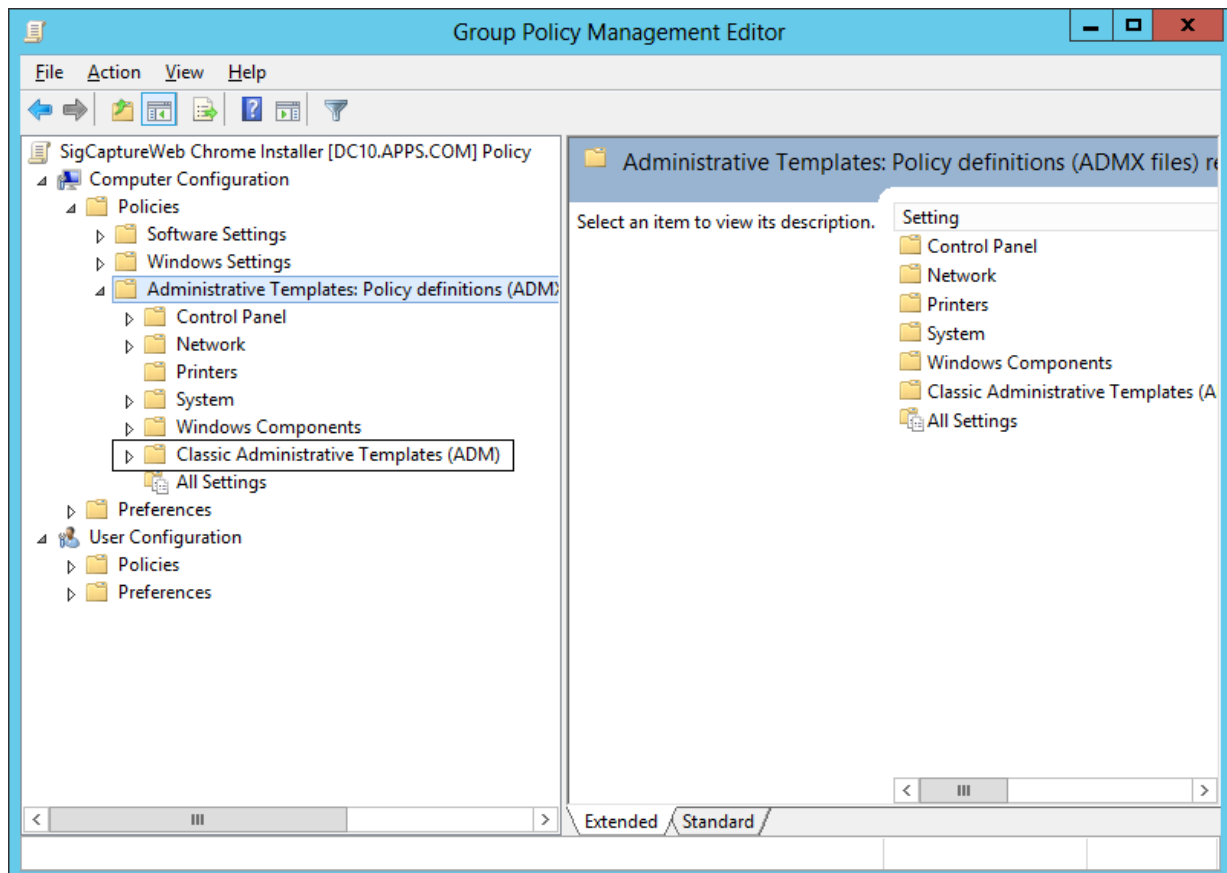 Group Policy Management Editor
File Action View Help
SigCaptureWeb Chrome Installer [DC10.APPS.COM] Policy
Computer Configuration
Policies
Software Settings
Windows Settings
Administrative Templates: Policy definitions (ADMX
Control Panel
Network
Printers
System
Windows Components
Classic Administrative Templates (ADM)
All Settings
Preferences
User Configuration
Policies
Preferences
Administrative Templates: Policy definitions (ADMX files) re
Select an item to view its description.
Setting
Control Panel
Network
Printers
System
Windows Components
Classic Administrative Templates (A
All Settings
Extended Standard